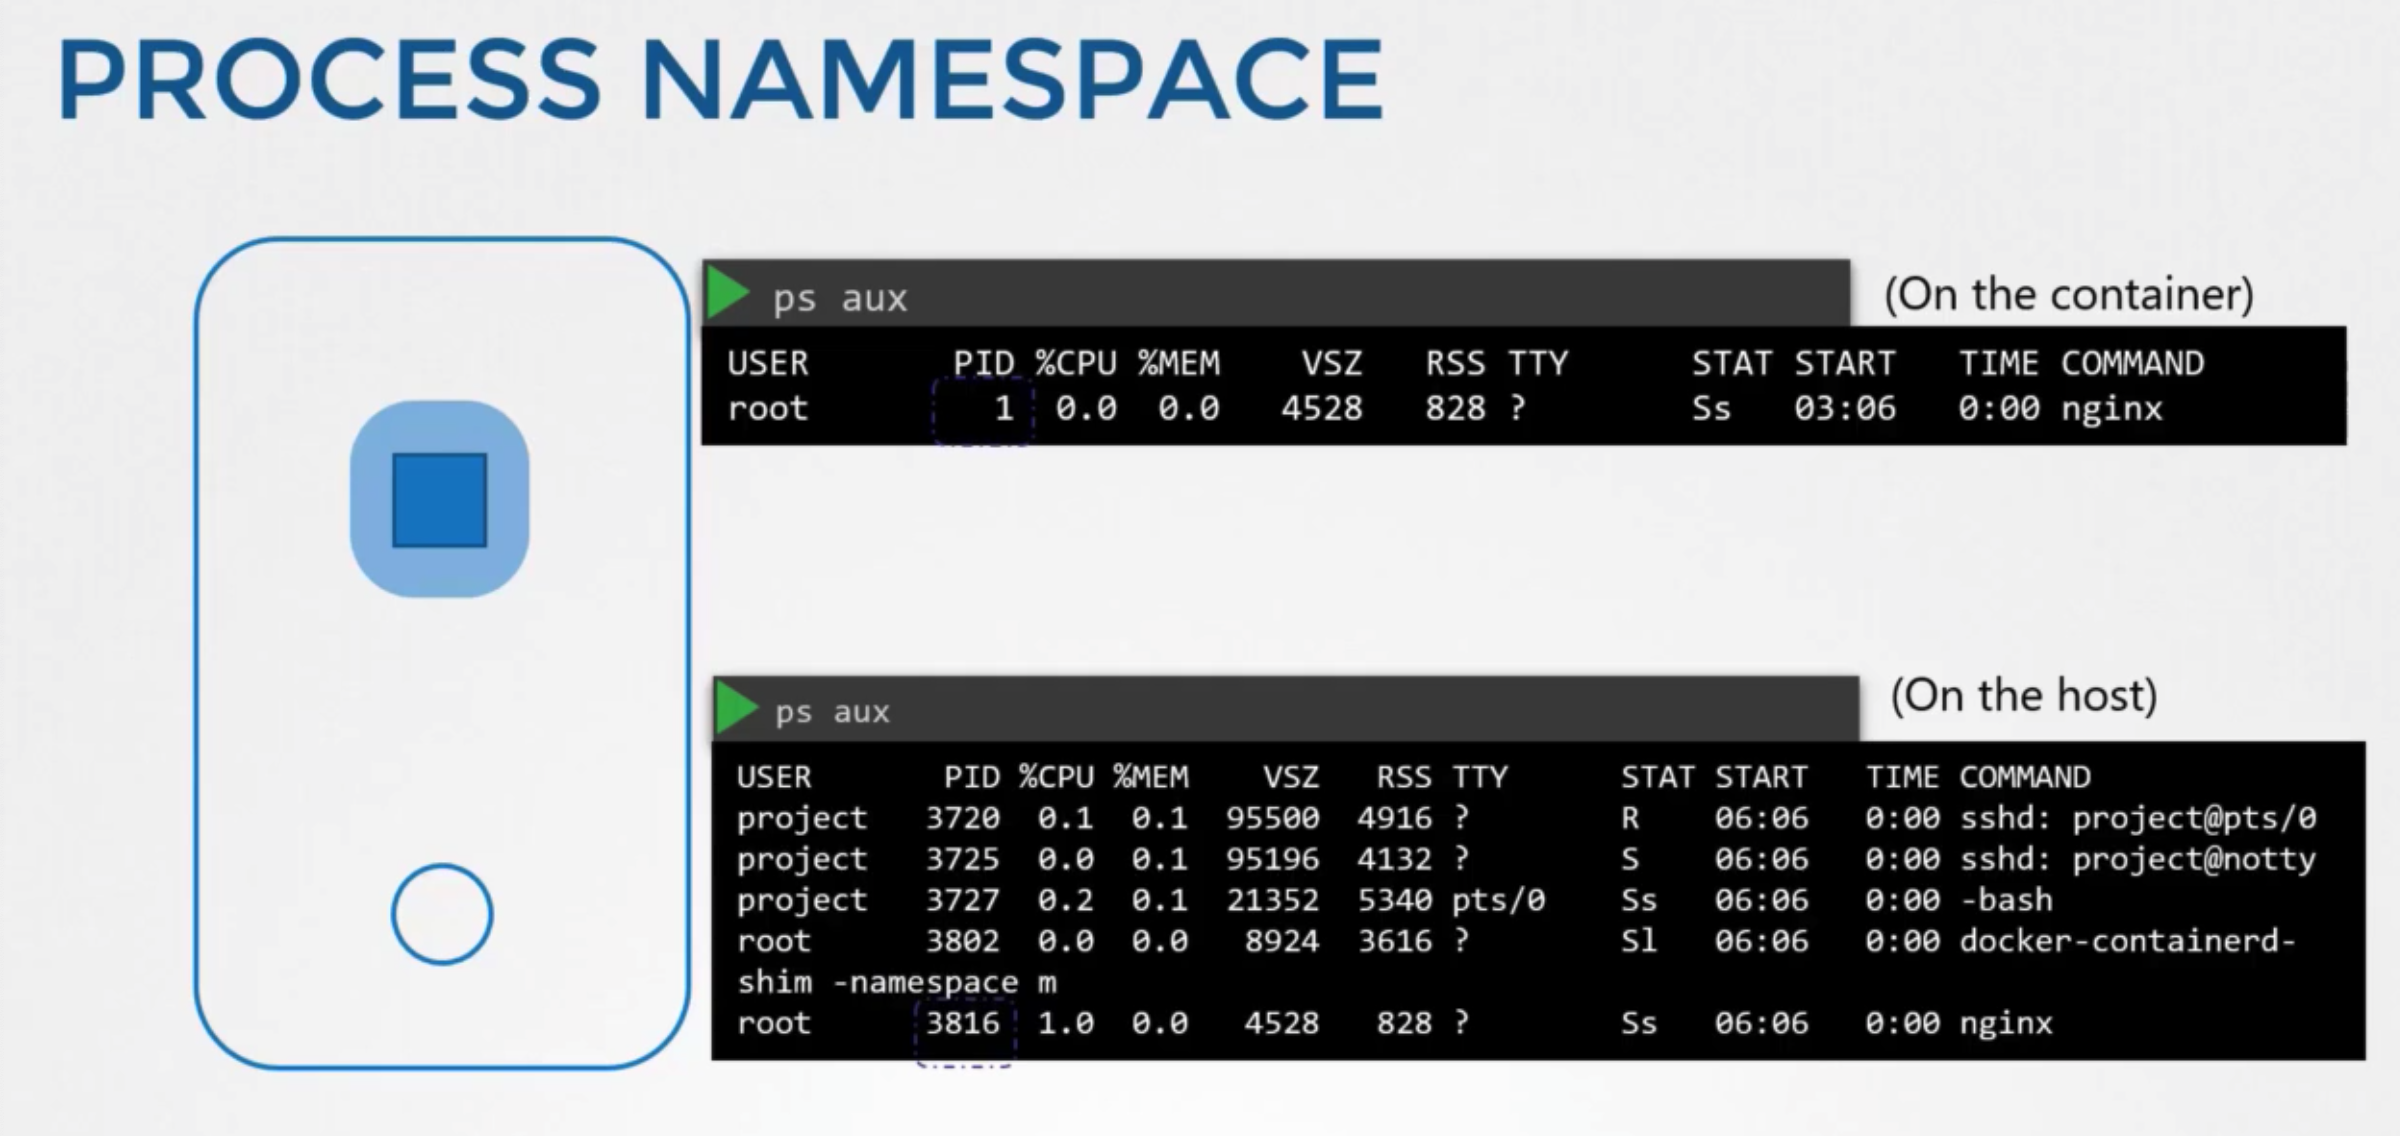 PROCESS NAMESPACE
ps aux
(On the container)
USER PID %CPU %MEM VSZ RSS TTY STAT START TIME COMMAND
root 1 0.0 0.0 4528 828 ? Ss 03:06 0:00 nginx
ps aux
(On the host)
USER PID %CPU %MEM VSZ RSS TTY STAT START TIME COMMAND
project 3720 0.1 0.1 95500 4916 ? R 06:06 0:00 sshd: project@pts/0
project 3725 0.0 0.1 95196 4132 ? S 06:06 0:00 sshd: project@notty
project 3727 0.2 0.1 21352 5340 pts/0 Ss 06:06 0:00 -bash
root 3802 0.0 0.0 8924 3616 ? Sl 06:06 0:00 docker-containerd-
shim -namespace m
root 3816 1.0 0.0 4528 828 ? Ss 06:06 0:00 nginx